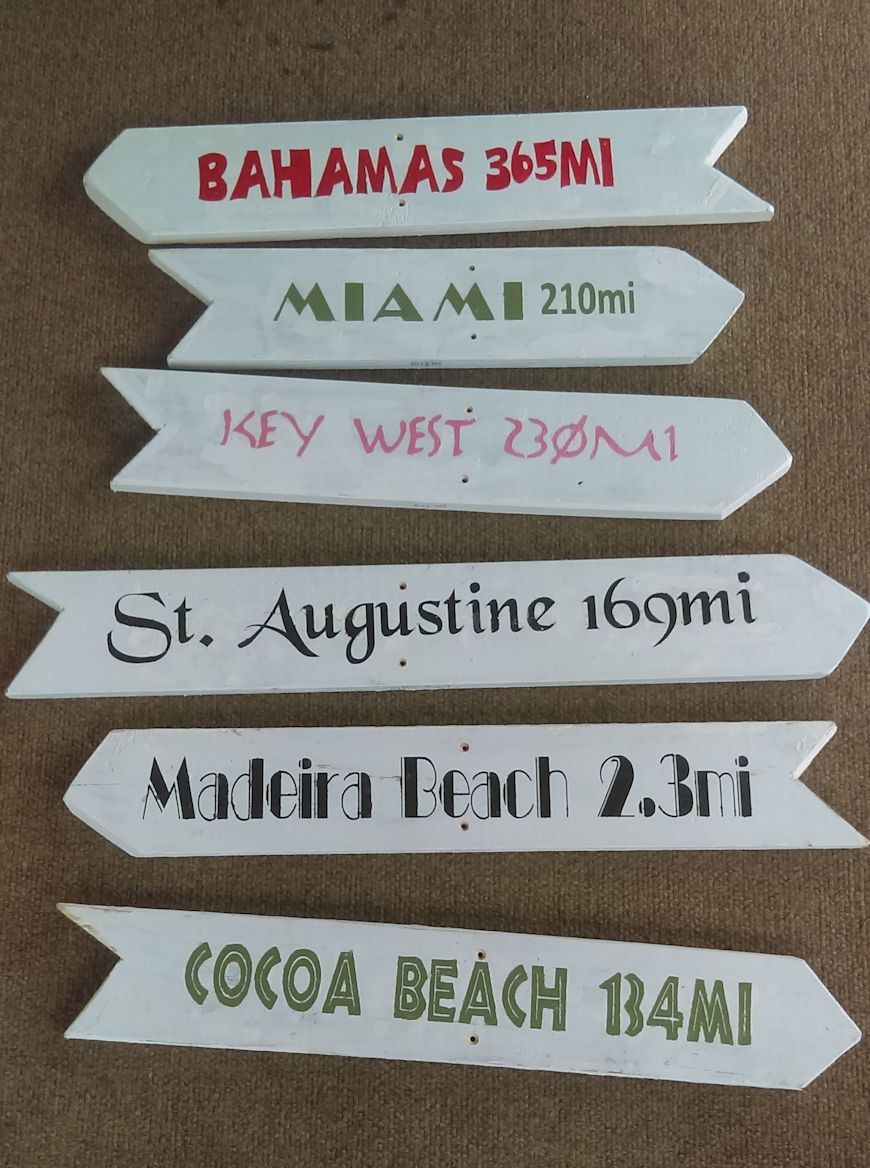 BAHAMAS 365MI
MIAMI 210mi
KEY WEST 230MI
St. Augustine 169mi
Madeira Beach 2.3mi
COCOA BEACH 134MI